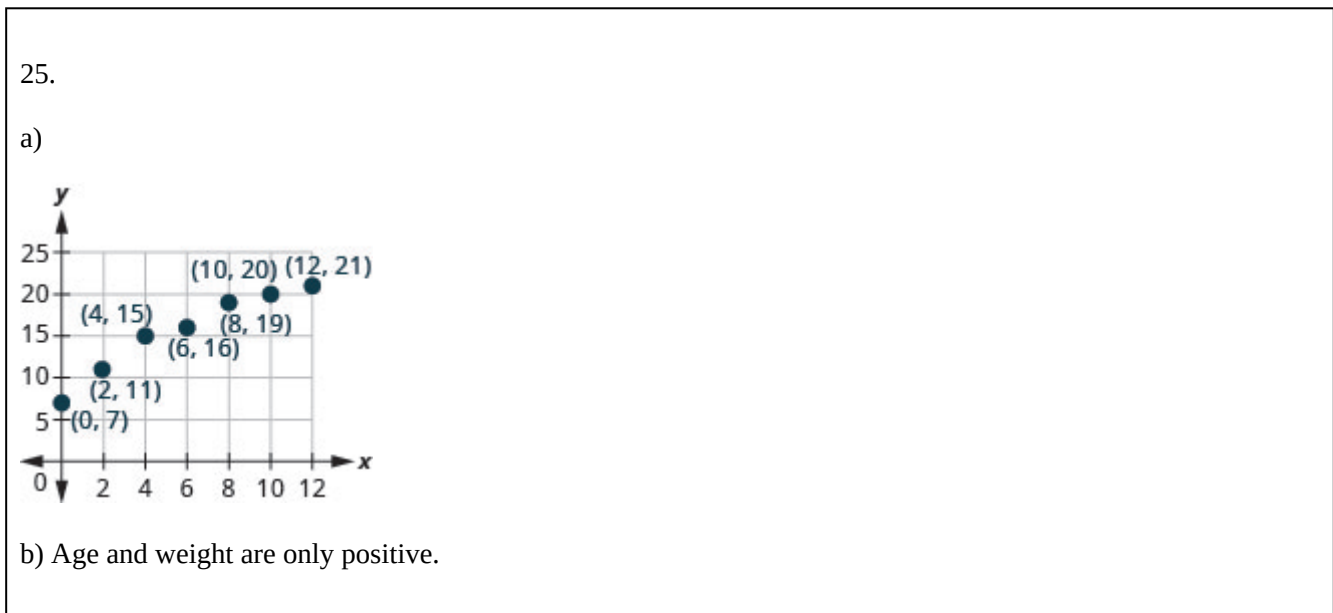 25.
a)
y
25
(10, 20) (12, 21)
20
(4, 15)
(8, 19)
15
(6, 16)
10
(2, 11)
5
(0, 7)
x
0 2 4 6 8 10 12
b) Age and weight are only positive.